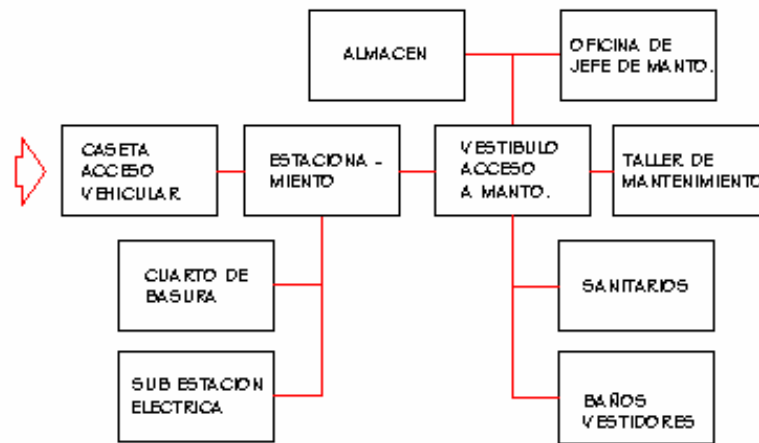 ALMACEN
OFICINA DE
JEFE DE MANTO.
CASETA
ACCESO
VEHICULAR
ESTACIONA -
MIENTO
VESTIBULO
ACCESO
A MANTO.
TALLER DE
MANTENIMIENTO
CUARTO DE
BASURA
SANITARIOS
SUB ESTACION
ELECTRICA
BAÑOS
VESTIDORES